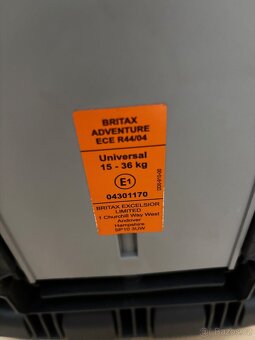 BRITAX
ADVENTURE
ECE R44/04
Universal
15 - 36 kg
E1
04301170
BRITAX EXCELSIOR
LIMITED
1 Churchill Way West
Andover
Hampshire
SP10 3UW